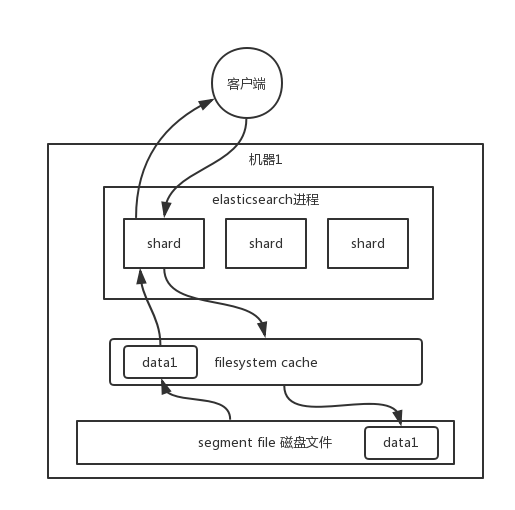 客户端
机器1
elasticsearch进程
shard
shard
shard
data1
filesystem cache
segment file 磁盘文件
data1